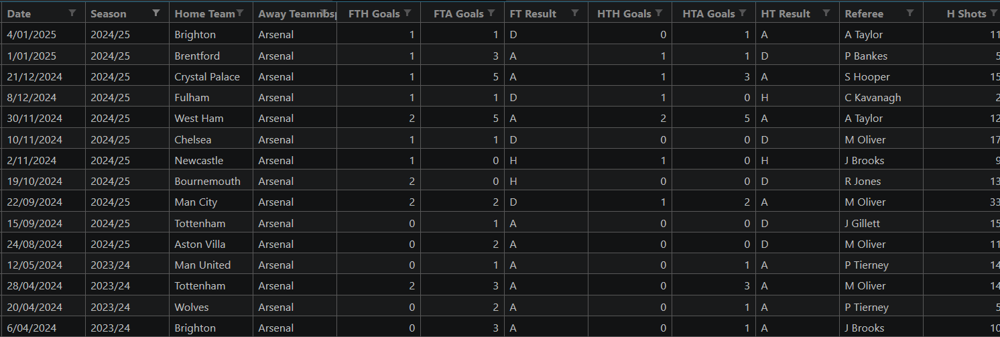 Date Season Home Team Away Team FTH Goals FTA Goals FT Result HTH Goals HTA Goals HT Result Referee H Shots
4/01/2025 2024/25 Brighton Arsenal 1 1 D 0 1 A A Taylor 11
1/01/2025 2024/25 Brentford Arsenal 1 3 A 1 1 D P Bankes 5
21/12/2024 2024/25 Crystal Palace Arsenal 1 5 A 1 3 A S Hooper 15
8/12/2024 2024/25 Fulham Arsenal 1 1 D 1 0 H C Kavanagh 2
30/11/2024 2024/25 West Ham Arsenal 2 5 A 2 5 A A Taylor 12
10/11/2024 2024/25 Chelsea Arsenal 1 1 D 0 0 D M Oliver 17
2/11/2024 2024/25 Newcastle Arsenal 1 0 H 1 0 H J Brooks 9
19/10/2024 2024/25 Bournemouth Arsenal 2 0 H 0 0 D R Jones 13
22/09/2024 2024/25 Man City Arsenal 2 2 D 1 2 A M Oliver 33
15/09/2024 2024/25 Tottenham Arsenal 0 1 A 0 0 D J Gillett 15
24/08/2024 2024/25 Aston Villa Arsenal 0 2 A 0 0 D M Oliver 11
12/05/2024 2023/24 Man United Arsenal 0 1 A 0 1 A P Tierney 14
28/04/2024 2023/24 Tottenham Arsenal 2 3 A 0 3 A M Oliver 14
20/04/2024 2023/24 Wolves Arsenal 0 2 A 0 1 A P Tierney 5
6/04/2024 2023/24 Brighton Arsenal 0 3 A 0 1 A J Brooks 10